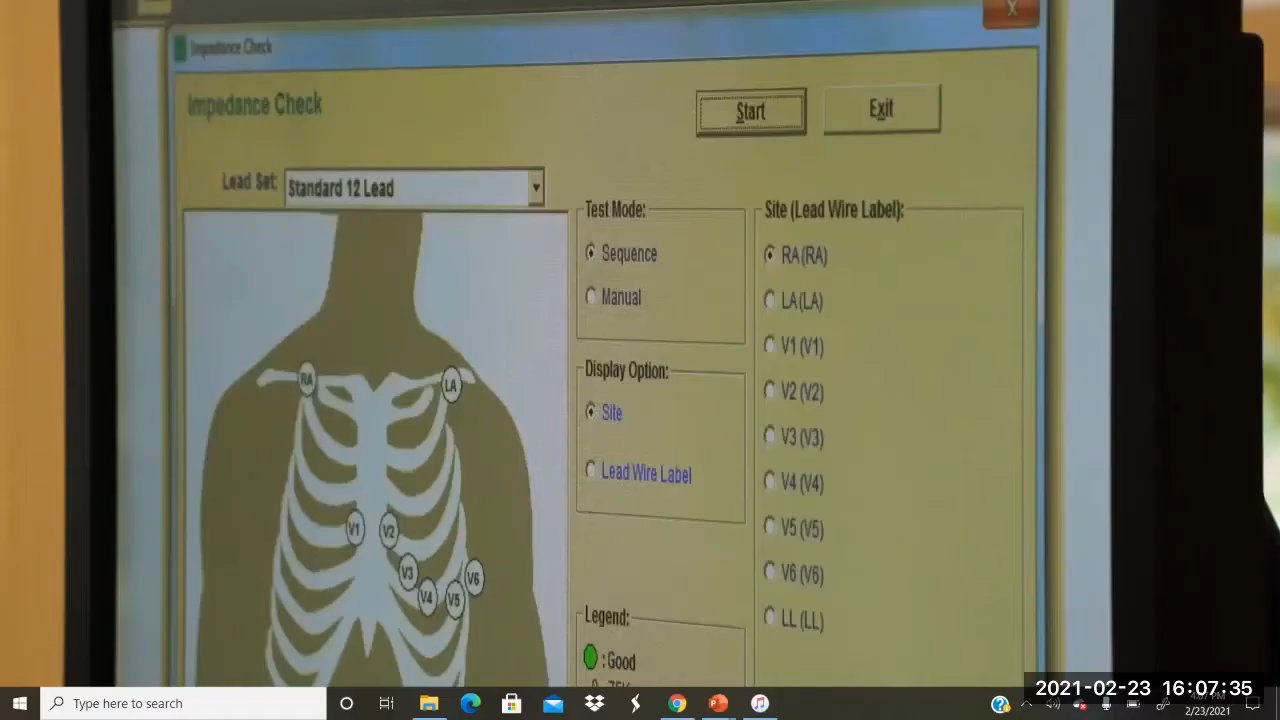 Impedance Check
Impedance Check
Start
Exit
Lead Set:
Standard 12 Lead
Test Mode:
Sequence
Manual
Display Option:
Site
Lead Wire Label
Legend:
: Good
Site (Lead Wire Label):
RA (RA)
LA (LA)
V1 (V1)
V2 (V2)
V3 (V3)
V4 (V4)
V5 (V5)
V6 (V6)
LL (LL)
RA
LA
V1
V2
V3
V4
V5
V6
Type here to search
2021-02-23 16:07:35
2/23/2021